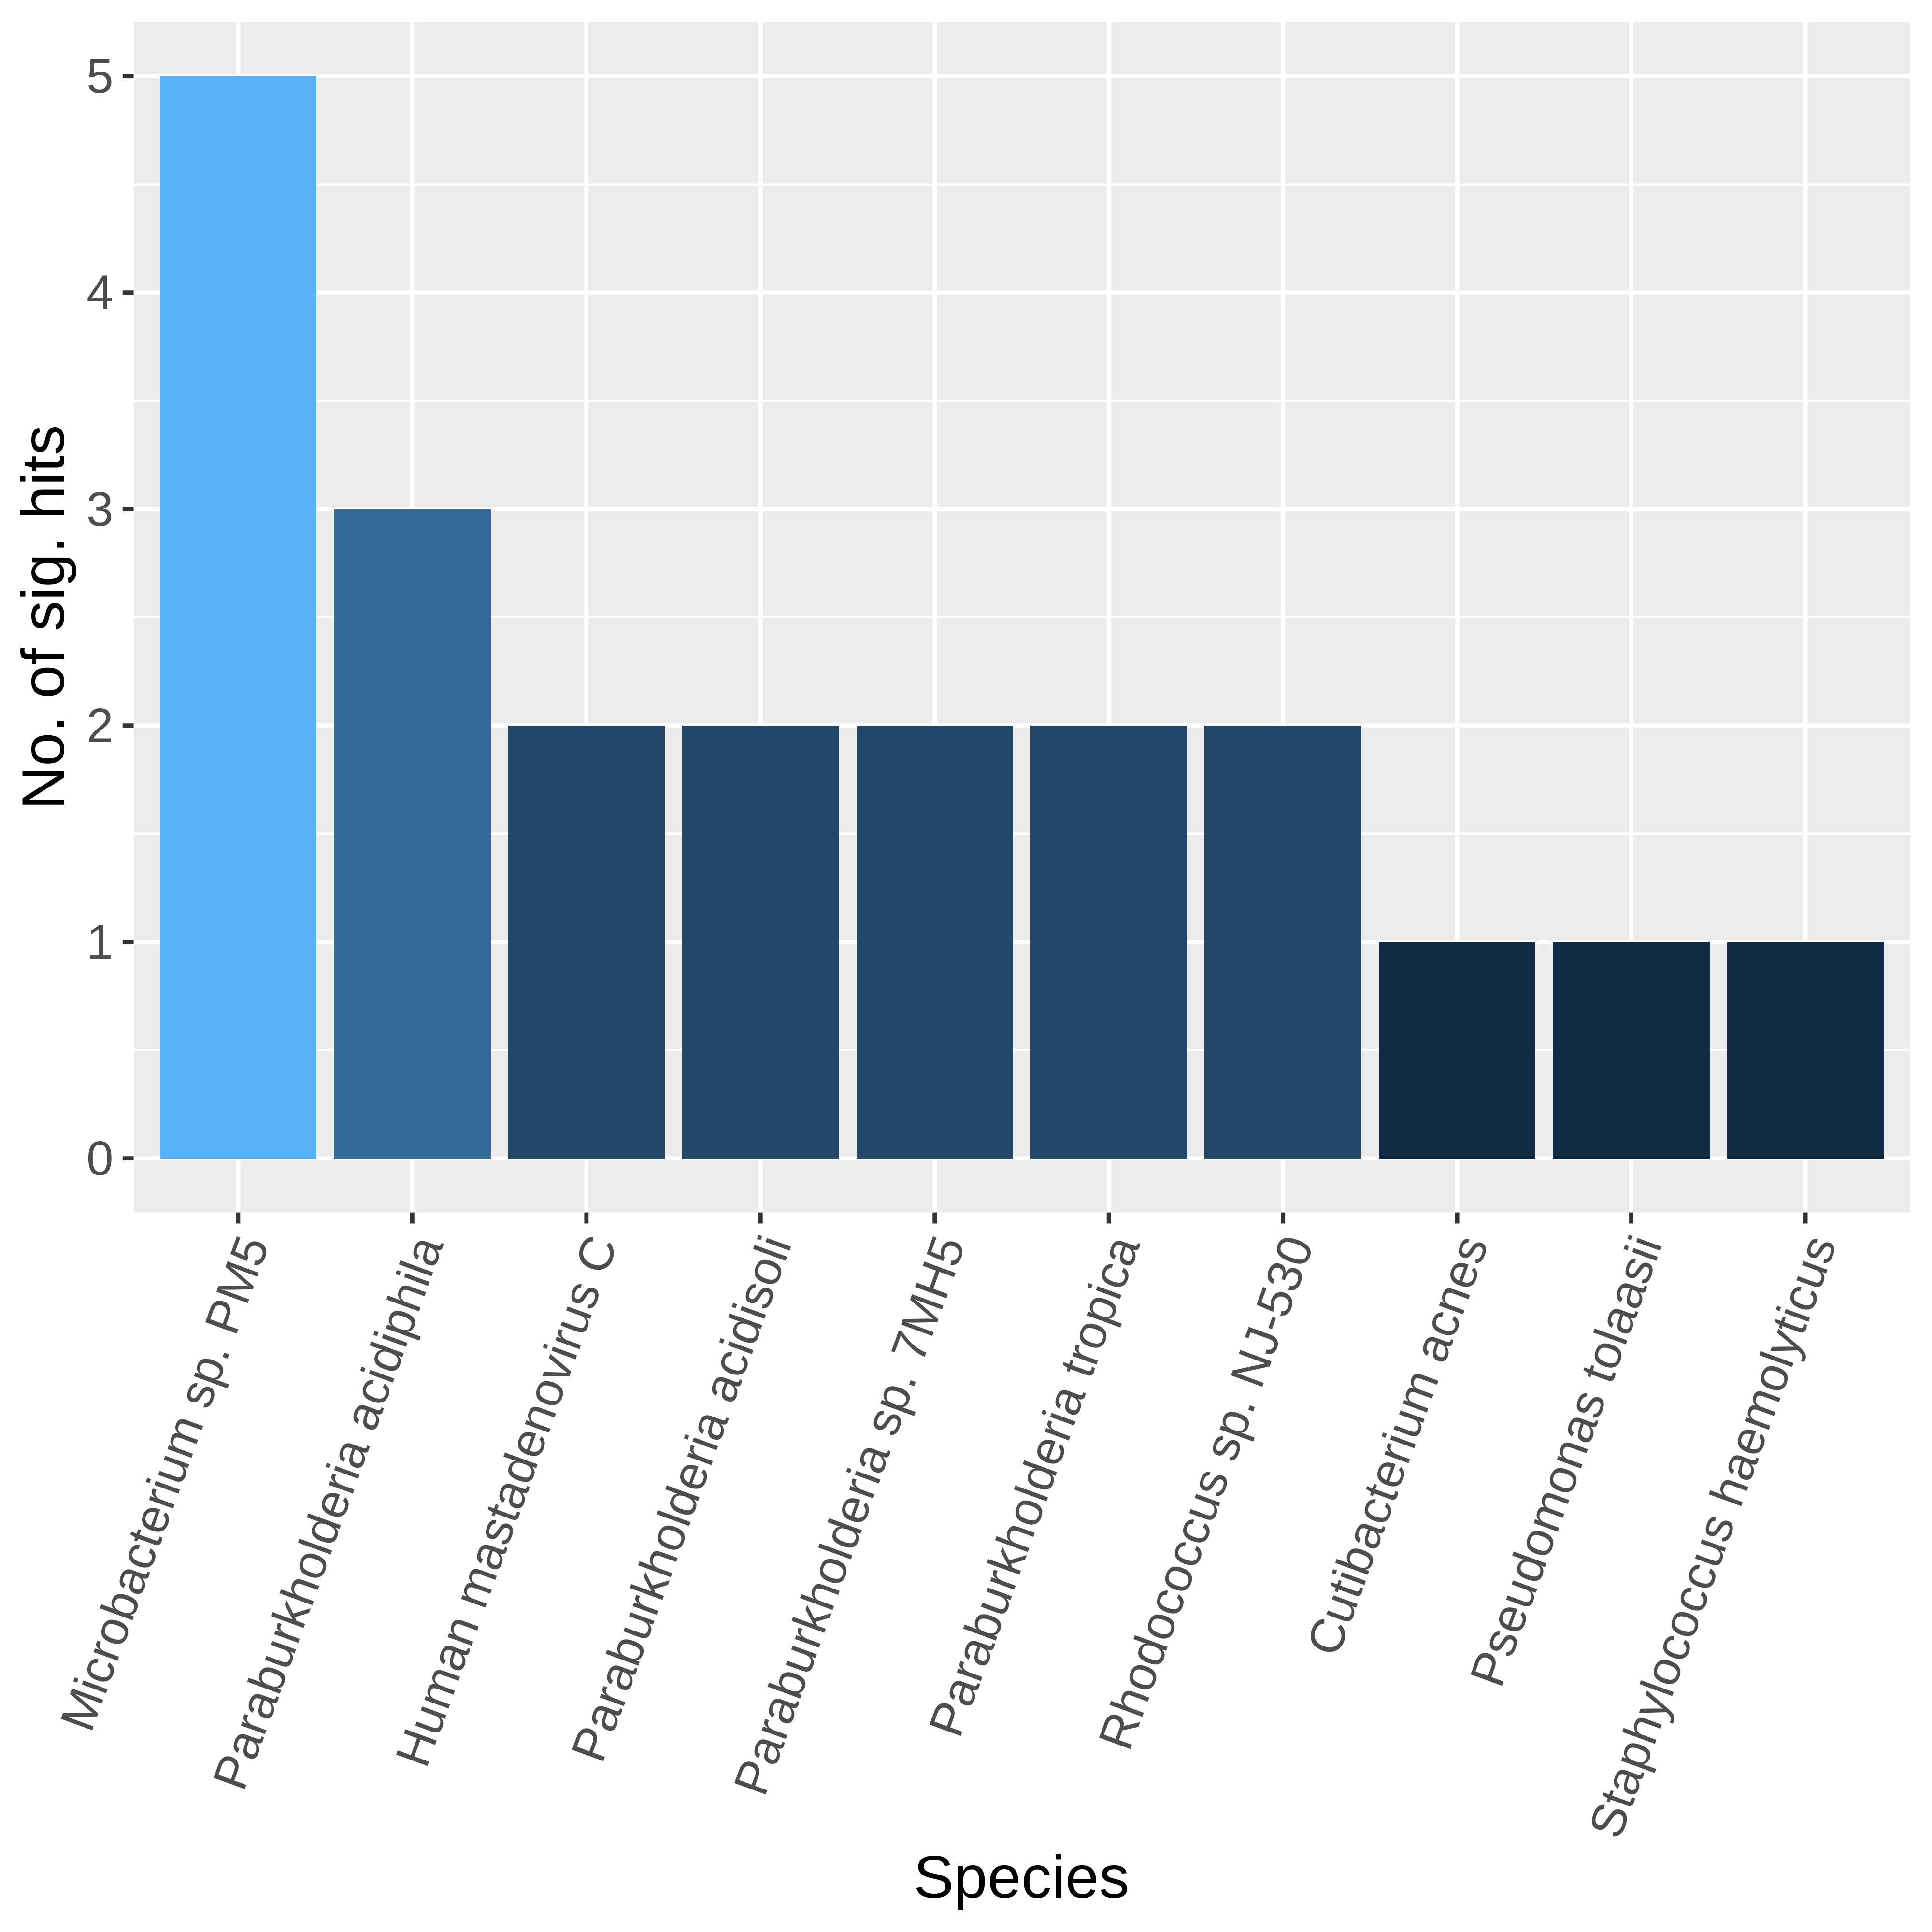 No. of sig. hits
5
4
3
2
1
0
Microbacterium sp. PM5
Paraburkholderia acidiphila
Human mastadenovirus C
Paraburkholderia acidisoli
Paraburkholderia sp. 7MH5
Paraburkholderia tropica
Rhodococcus sp. NJ-530
Cutibacterium acnes
Pseudomonas tolaasii
Staphylococcus haemolyticus
Species